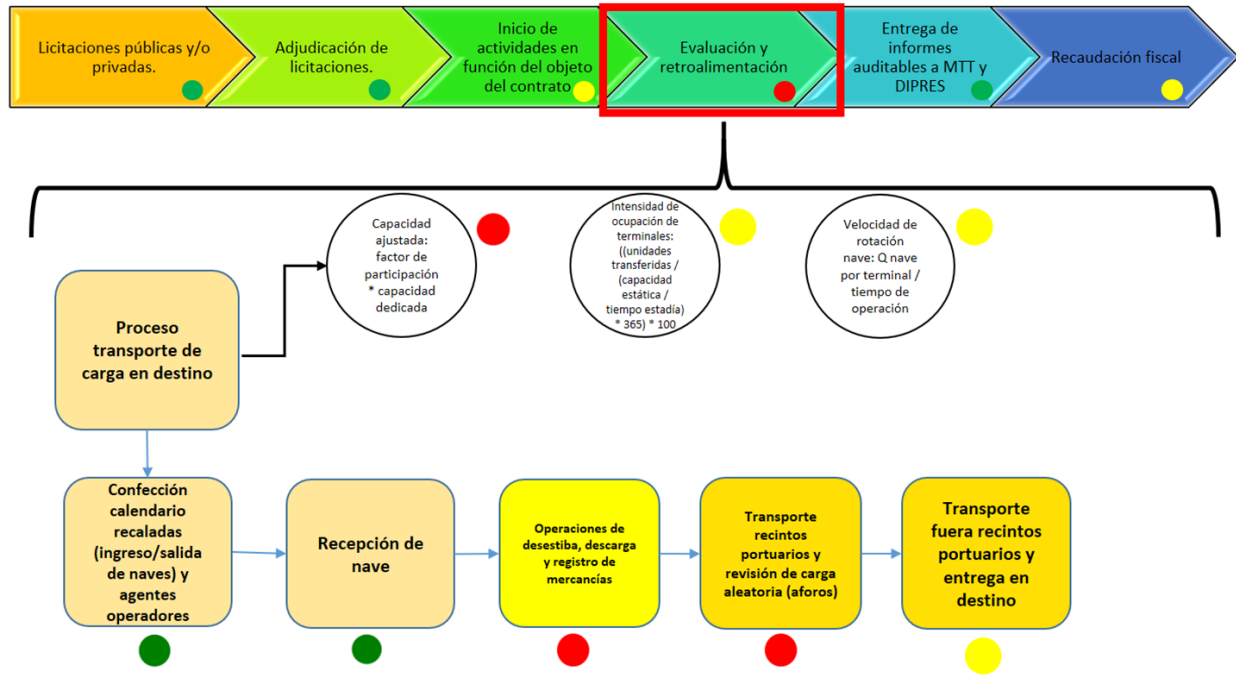 Licitaciones públicas y/o
privadas.
Adjudicación de
licitaciones.
Inicio de
actividades en
función del objeto
del contrato
Evaluación y
retroalimentación
Entrega de
informes
auditables a MTT y
DIPRES
Recaudación fiscal
Capacidad
ajustada:
factor de
participación
* capacidad
dedicada
Intensidad de
ocupación de
terminales:
((unidades
transferidas /
(capacidad
estática /
tiempo estadía)
* 365) * 100
Velocidad de
rotación
nave: Q nave
por terminal /
tiempo de
operación
Proceso
transporte de
carga en destino
Confección
calendario
recaladas
(ingreso/salida
de naves) y
agentes
operadores
Recepción de
nave
Operaciones de
desestiba, descarga
y registro de
mercancías
Transporte
recintos
portuarios y
revisión de carga
aleatoria (aforos)
Transporte
fuera recintos
portuarios y
entrega en
destino